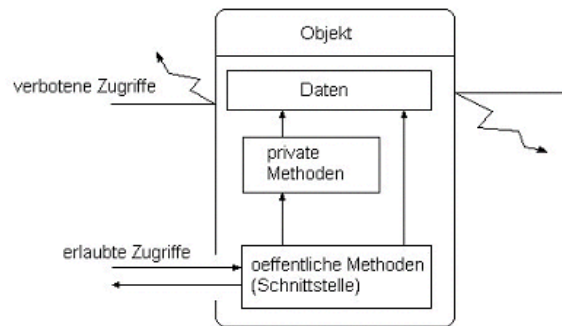 Objekt
verbotene Zugriffe
Daten
private
Methoden
erlaubte Zugriffe
oeffentliche Methoden
(Schnittstelle)